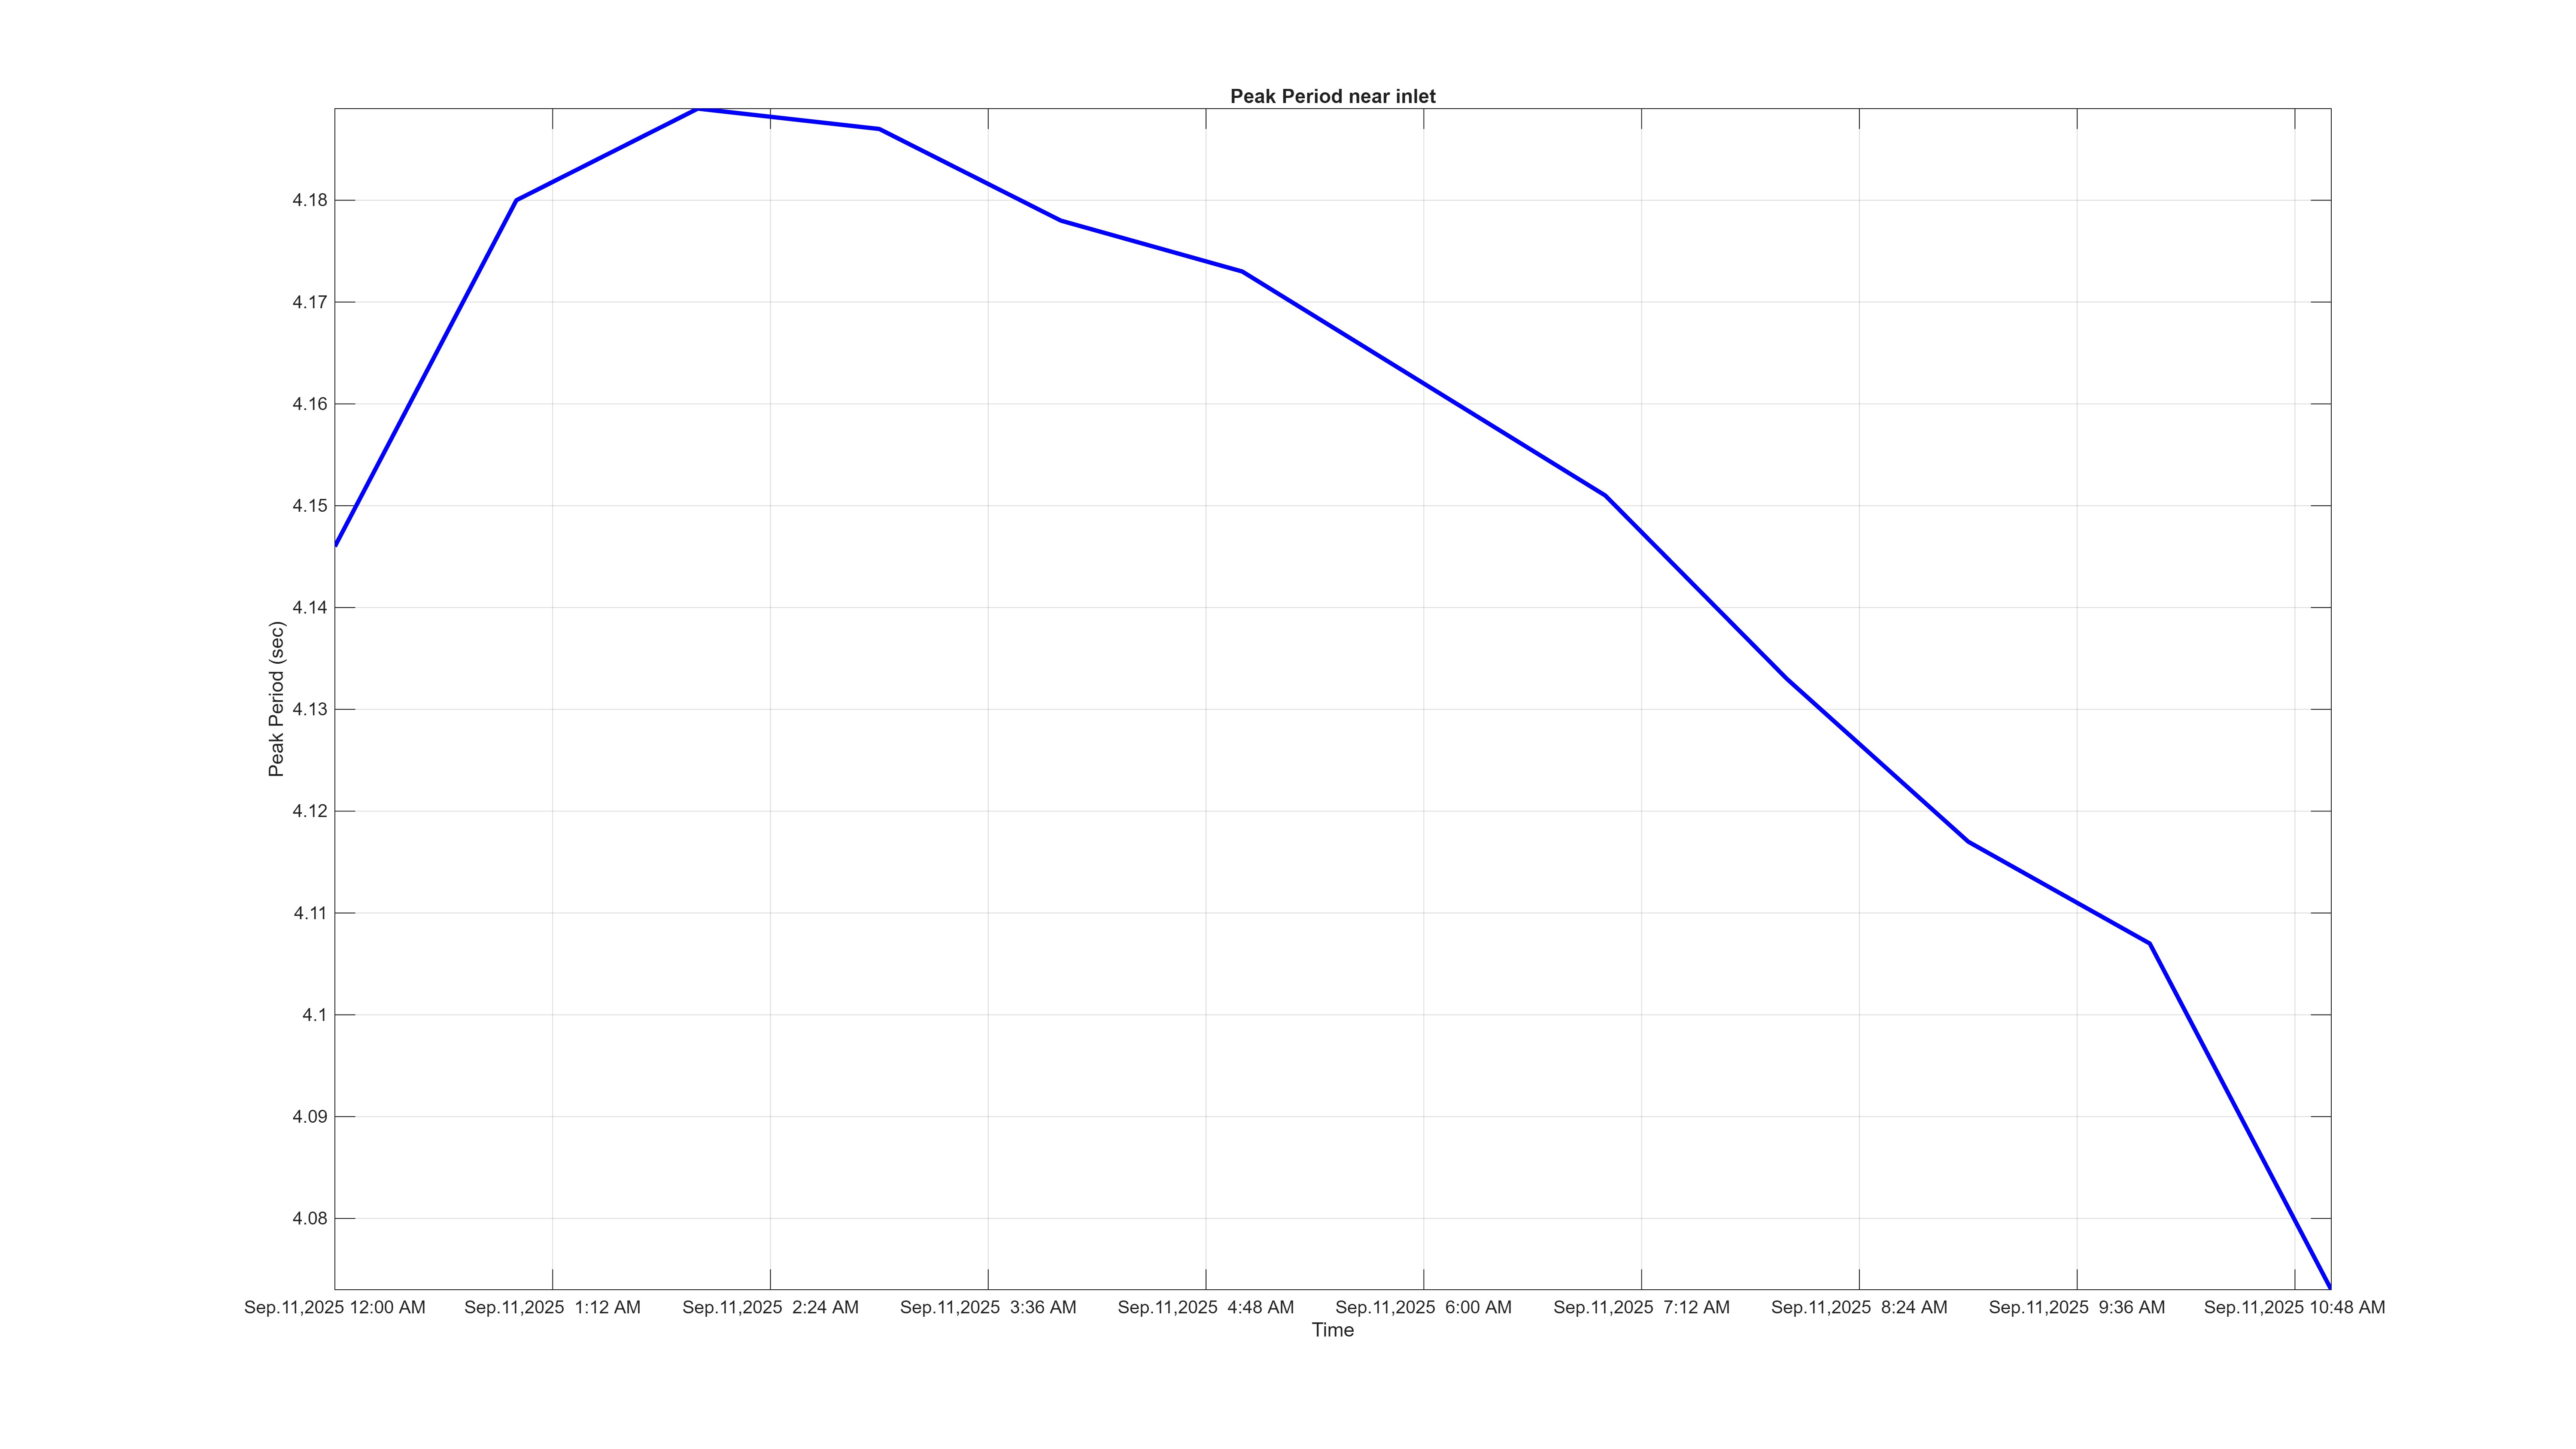 Peak Period near inlet
4.18
4.17
4.16
4.15
4.14
4.13
4.12
4.11
4.1
4.09
4.08
Peak Period (sec)
Sep.11,2025 12:00 AM
Sep.11,2025  1:12 AM
Sep.11,2025  2:24 AM
Sep.11,2025  3:36 AM
Sep.11,2025  4:48 AM
Sep.11,2025  6:00 AM
Sep.11,2025  7:12 AM
Sep.11,2025  8:24 AM
Sep.11,2025  9:36 AM
Sep.11,2025 10:48 AM
Time